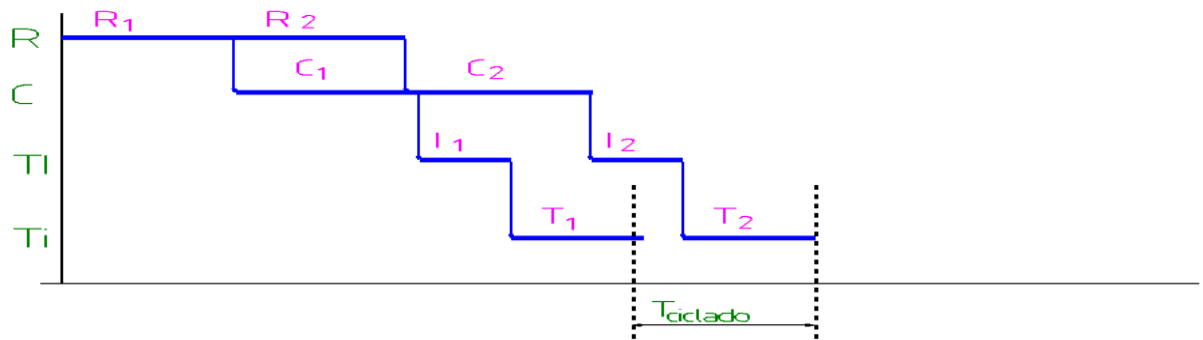 R R₁ R₂
C C₁ C₂
TI I₁ I₂
Ti T₁ T₂
Tciclado